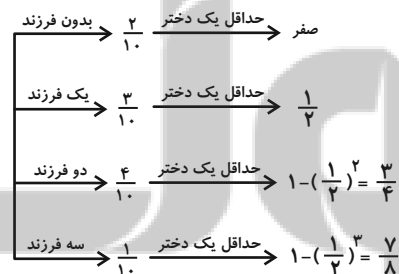 بدون فرزند ۲/۱۰ حداقل یک دختر صفر
یک فرزند ۳/۱۰ حداقل یک دختر ۱/۲
دو فرزند ۴/۱۰ حداقل یک دختر ۱-(۱/۲)^۲=۳/۴
سه فرزند ۱/۱۰ حداقل یک دختر ۱-(۱/۲)^۳=۷/۸